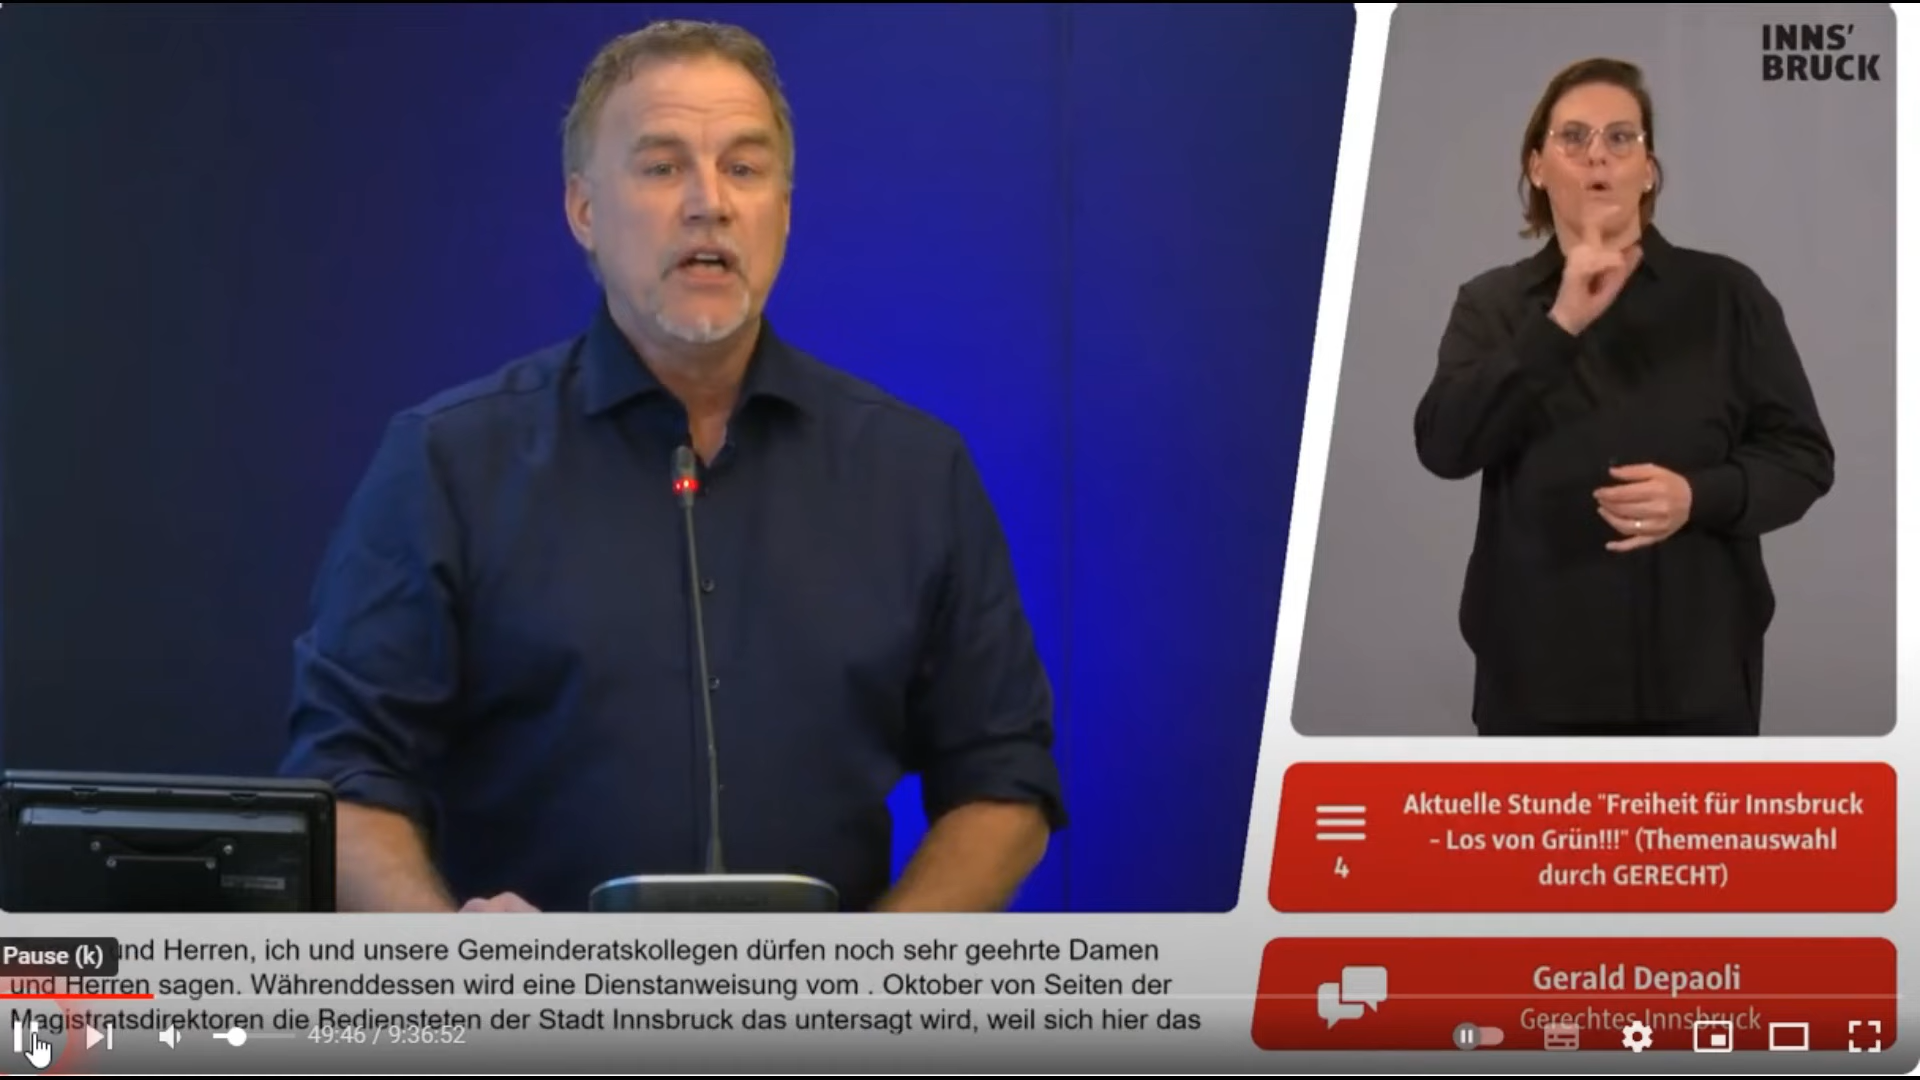 INNS'
BRUCK
Aktuelle Stunde "Freiheit für Innsbruck
- Los von Grün!!!" (Themenauswahl
durch GERECHT)
4
Gerald Depaoli
Gerechtes Innsbruck
und Herren, ich und unsere Gemeinderatskollegen dürfen noch sehr geehrte Damen
und Herren sagen. Währenddessen wird eine Dienstanweisung vom . Oktober von Seiten der
Magistratsdirektoren die Bediensteten der Stadt Innsbruck das untersagt wird, weil sich hier das
Pause (k)
49:46 / 9:36:52